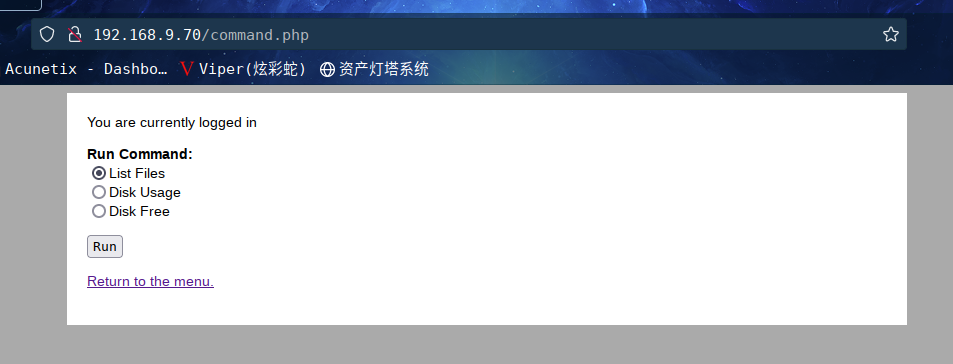 192.168.9.70/command.php
Acunetix - Dashbo… Viper(炫彩蛇) 资产灯塔系统
You are currently logged in
Run Command:
List Files
Disk Usage
Disk Free
Run
Return to the menu.